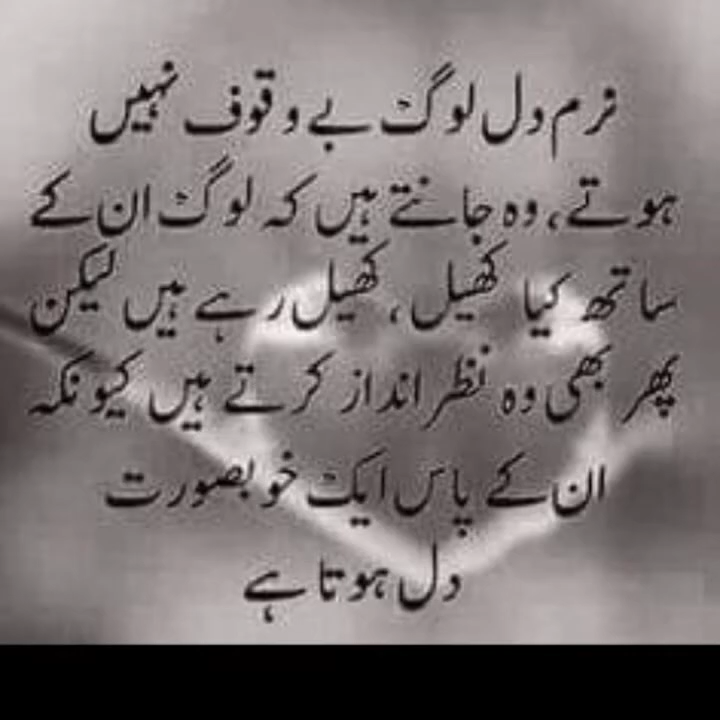 نرم دل لوگ بے وقوف نہیں
ہوتے، وہ جانتے ہیں کہ لوگ ان کے
ساتھ کیا کھیل، کھیل رہے ہیں لیکن
پھر بھی وہ نظر انداز کرتے ہیں کیونکہ
ان کے پاس ایک خوبصورت
دل ہوتا ہے